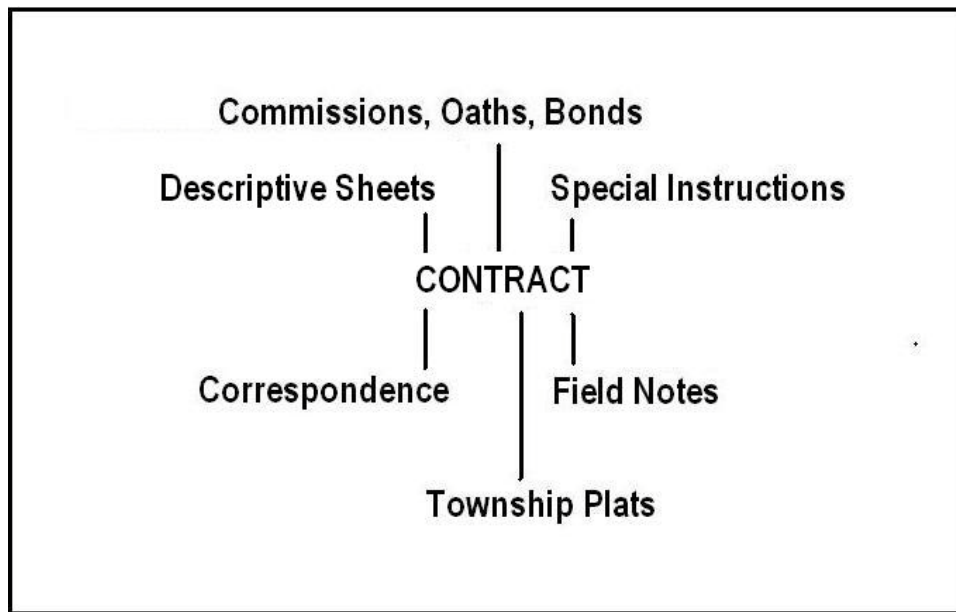 Commissions, Oaths, Bonds
Descriptive Sheets
Special Instructions
CONTRACT
Correspondence
Field Notes
Township Plats